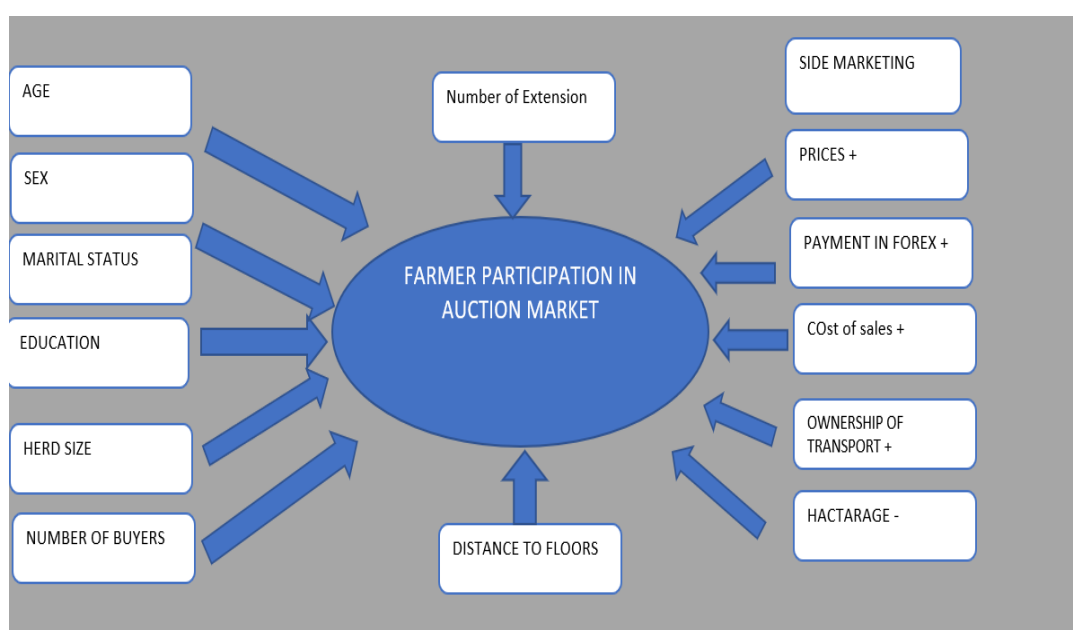 AGE
SEX
MARITAL STATUS
EDUCATION
HERD SIZE
NUMBER OF BUYERS
Number of Extension
FARMER PARTICIPATION IN
AUCTION MARKET
DISTANCE TO FLOORS
SIDE MARKETING
PRICES +
PAYMENT IN FOREX +
COst of sales +
OWNERSHIP OF
TRANSPORT +
HACTARAGE -